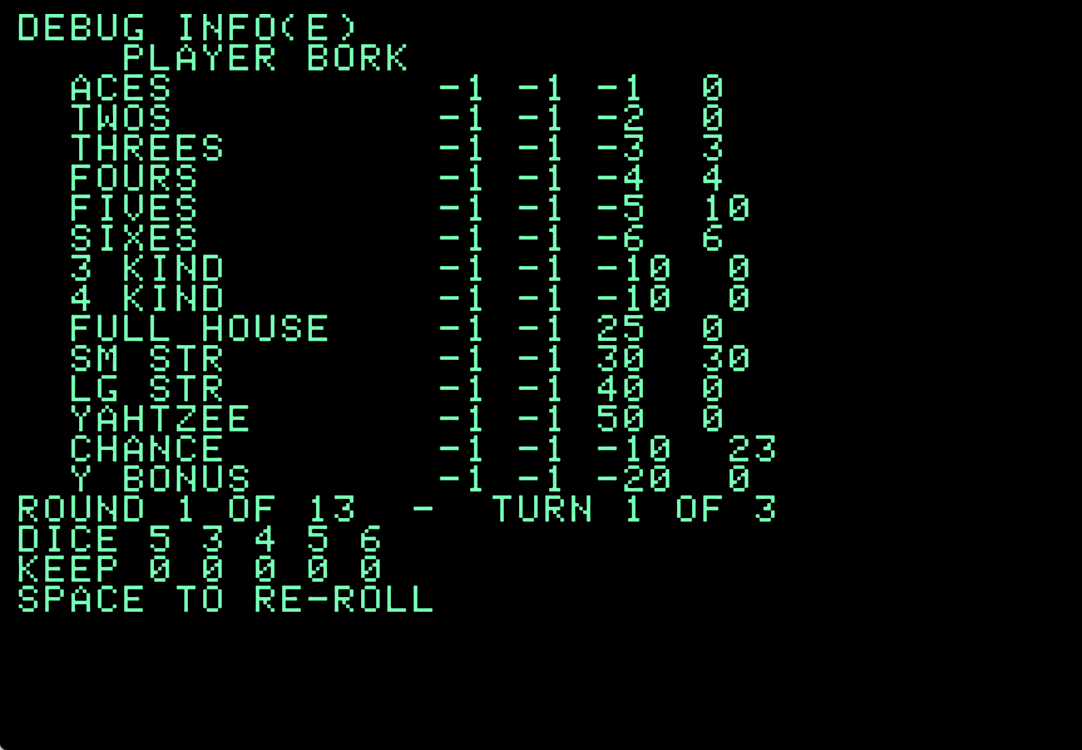 DEBUG INFO(E)
PLAYER BORK
ACES -1 -1 -1 0
TWOS -1 -1 -2 0
THREES -1 -1 -3 3
FOURS -1 -1 -4 4
FIVES -1 -1 -5 10
SIXES -1 -1 -6 6
3 KIND -1 -1 -10 0
4 KIND -1 -1 -10 0
FULL HOUSE -1 -1 25 0
SM STR -1 -1 30 30
LG STR -1 -1 40 0
YAHTZEE -1 -1 50 0
CHANCE -1 -1 -10 23
Y BONUS -1 -1 -20 0
ROUND 1 OF 13 - TURN 1 OF 3
DICE 5 3 4 5 6
KEEP 0 0 0 0 0
SPACE TO RE-ROLL